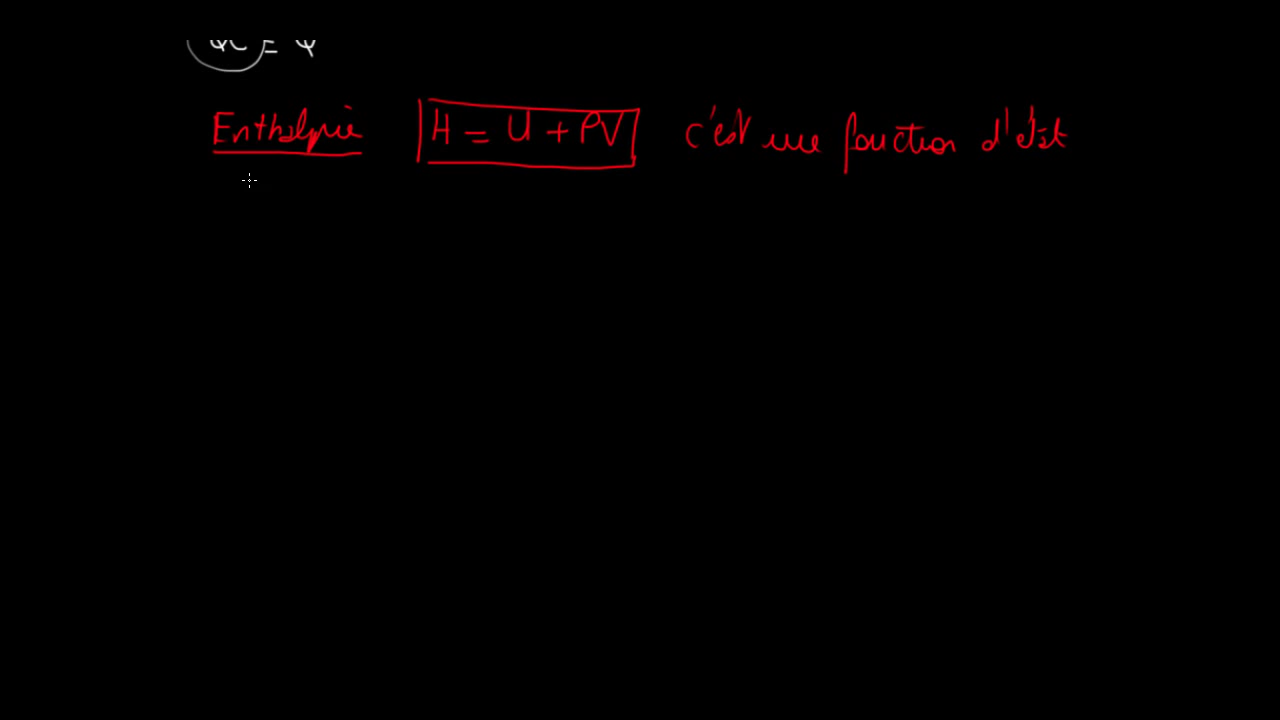 Enthalpie H = U + PV c'est une fonction d'état